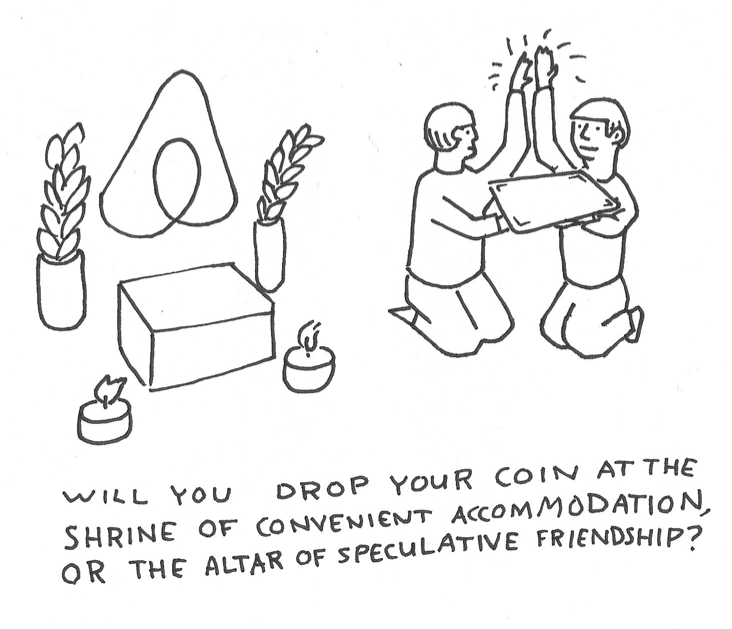 WILL YOU DROP YOUR COIN AT THE
SHRINE OF CONVENIENT ACCOMMODATION,
OR THE ALTAR OF SPECULATIVE FRIENDSHIP?